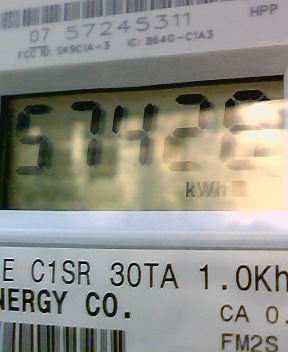 HPP
07 57245311
FCC ID: SK9C1A-3 IC: 864G-C1A3
57428
kWh
E C1SR 30TA 1.0Kh
NERGY CO.
CA 0.
FM2S